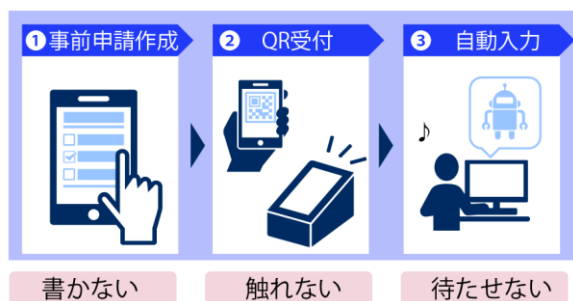 ❶事前申請作成
❷ QR受付
❸ 自動入力
書かない
触れない
待たせない